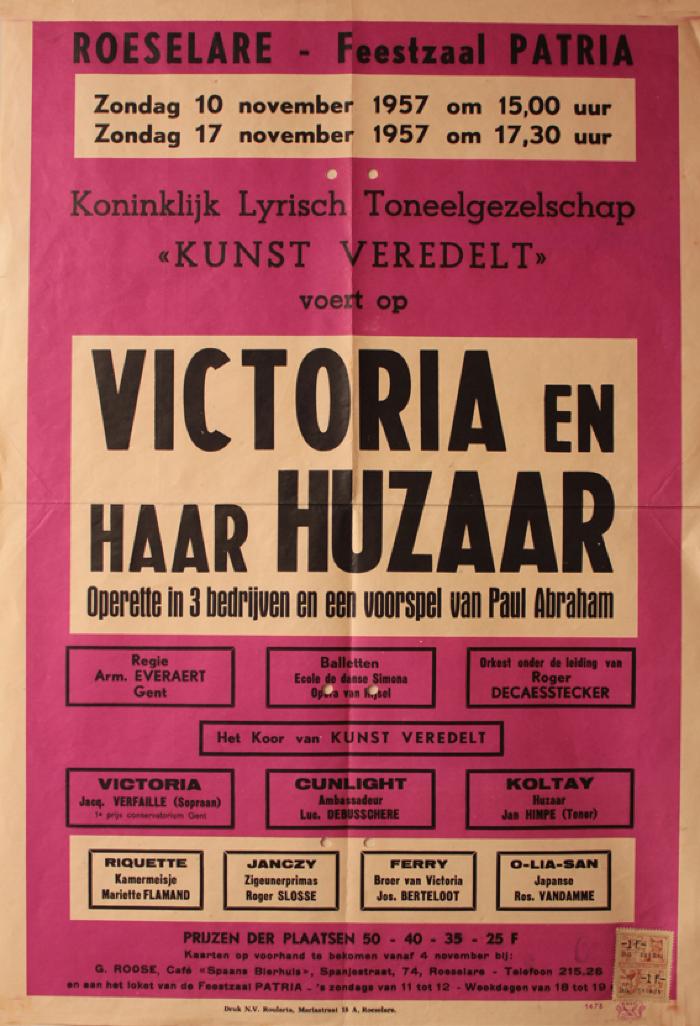 ROESELARE - Feestzaal PATRIA
Zondag 10 november 1957 om 15,00 uur
Zondag 17 november 1957 om 17,30 uur
Koninklijk Lyrisch Toneelgezelschap
«KUNST VEREDELT»
voert op
VICTORIA EN
HAAR HUZAAR
Operette in 3 bedrijven en een voorspel van Paul Abraham
Regie
Arm. EVERAERT
Gent
Balletten
Ecole de danse Simona
Opera van Rijsel
Orkest onder de leiding van
Roger
DECAESSTECKER
Het Koor van KUNST VEREDELT
VICTORIA
Jacq. VERFAILLE (Sopraan)
1e prijs conservatorium Gent
CUNLIGHT
Ambassadeur
Luc. DEBUSSCHERE
KOLTAY
Huzaar
Jan HIMPE (Tenor)
RIQUETTE
Kamermeisje
Mariette FLAMAND
JANCZY
Zigeunerprimas
Roger SLOSSE
FERRY
Broer van Victoria
Jos. BERTELOOT
O-LIA-SAN
Japanse
Ros. VANDAMME
PRIJZEN DER PLAATSEN 50 - 40 - 35 - 25 F
Kaarten op voorhand te bekomen vanaf 4 november bij:
G. ROOSE, Café «Spaans Bierhuis», Spanjestraat, 74, Roeselare - Telefoon 215.26
en aan het loket van de Feestzaal PATRIA - 's zondags van 11 tot 12 - Weekdagen van 18 tot 19
Druk N.V. Roularta, Meriastraat 15 A, Roeselare.